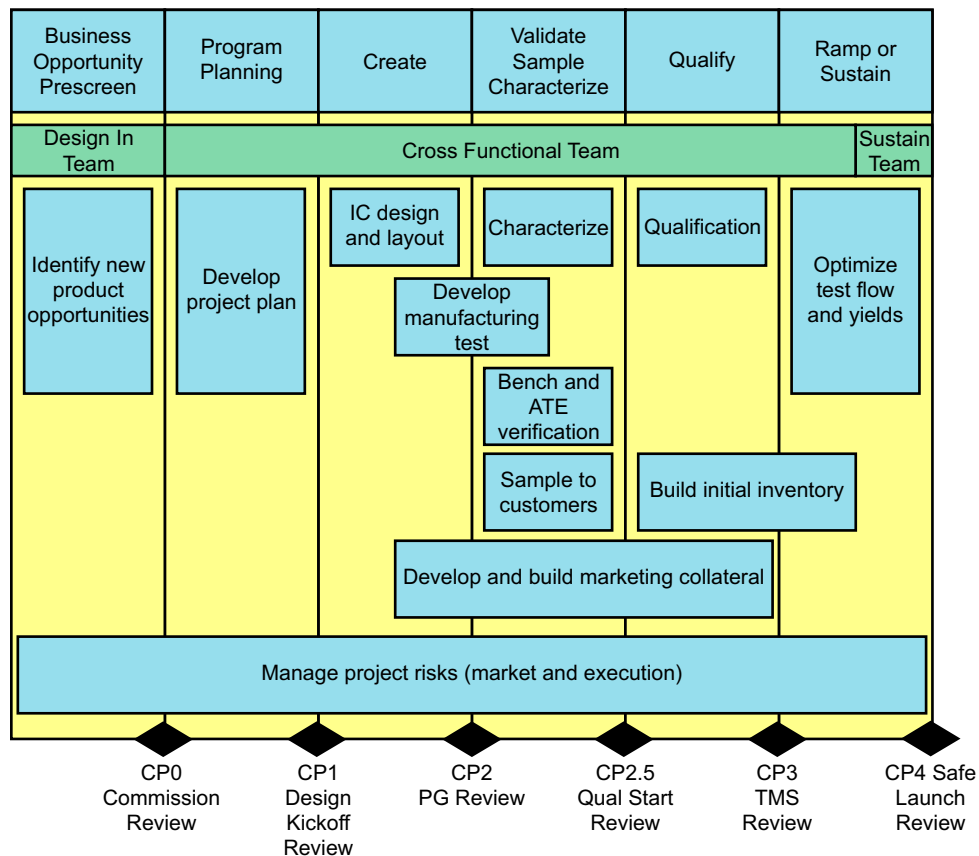 Business
Opportunity
Prescreen
Program
Planning
Create
Validate
Sample
Characterize
Qualify
Ramp or
Sustain
Design In
Team
Cross Functional Team
Sustain
Team
Identify new
product
opportunities
Develop
project plan
IC design
and layout
Characterize
Qualification
Optimize
test flow
and yields
Develop
manufacturing
test
Bench and
ATE
verification
Sample to
customers
Build initial inventory
Develop and build marketing collateral
Manage project risks (market and execution)
CP0
Commission
Review
CP1
Design
Kickoff
Review
CP2
PG Review
CP2.5
Qual Start
Review
CP3
TMS
Review
CP4 Safe
Launch
Review